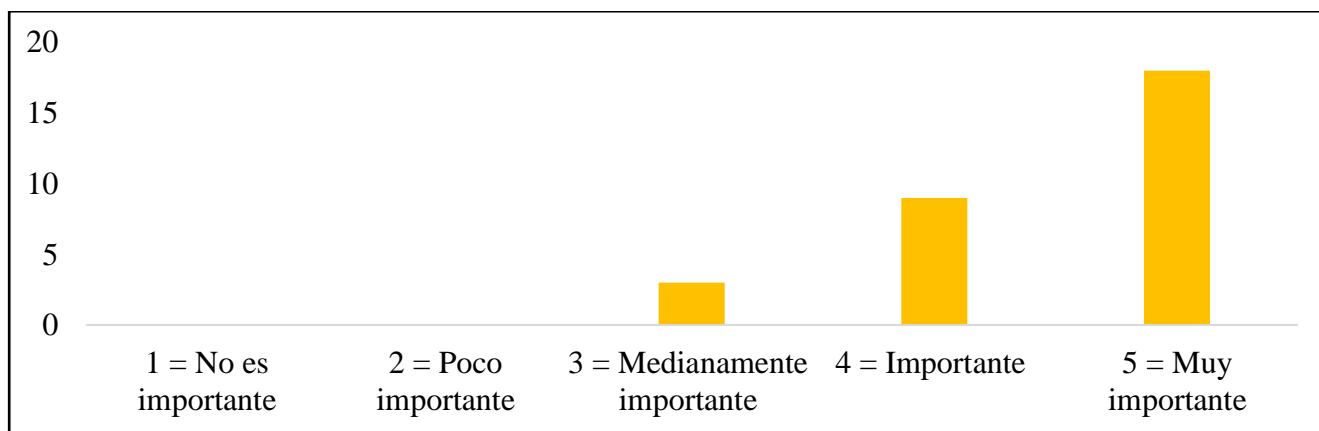 20
15
10
5
0
1 = No es
importante
2 = Poco
importante
3 = Medianamente
importante
4 = Importante
5 = Muy
importante